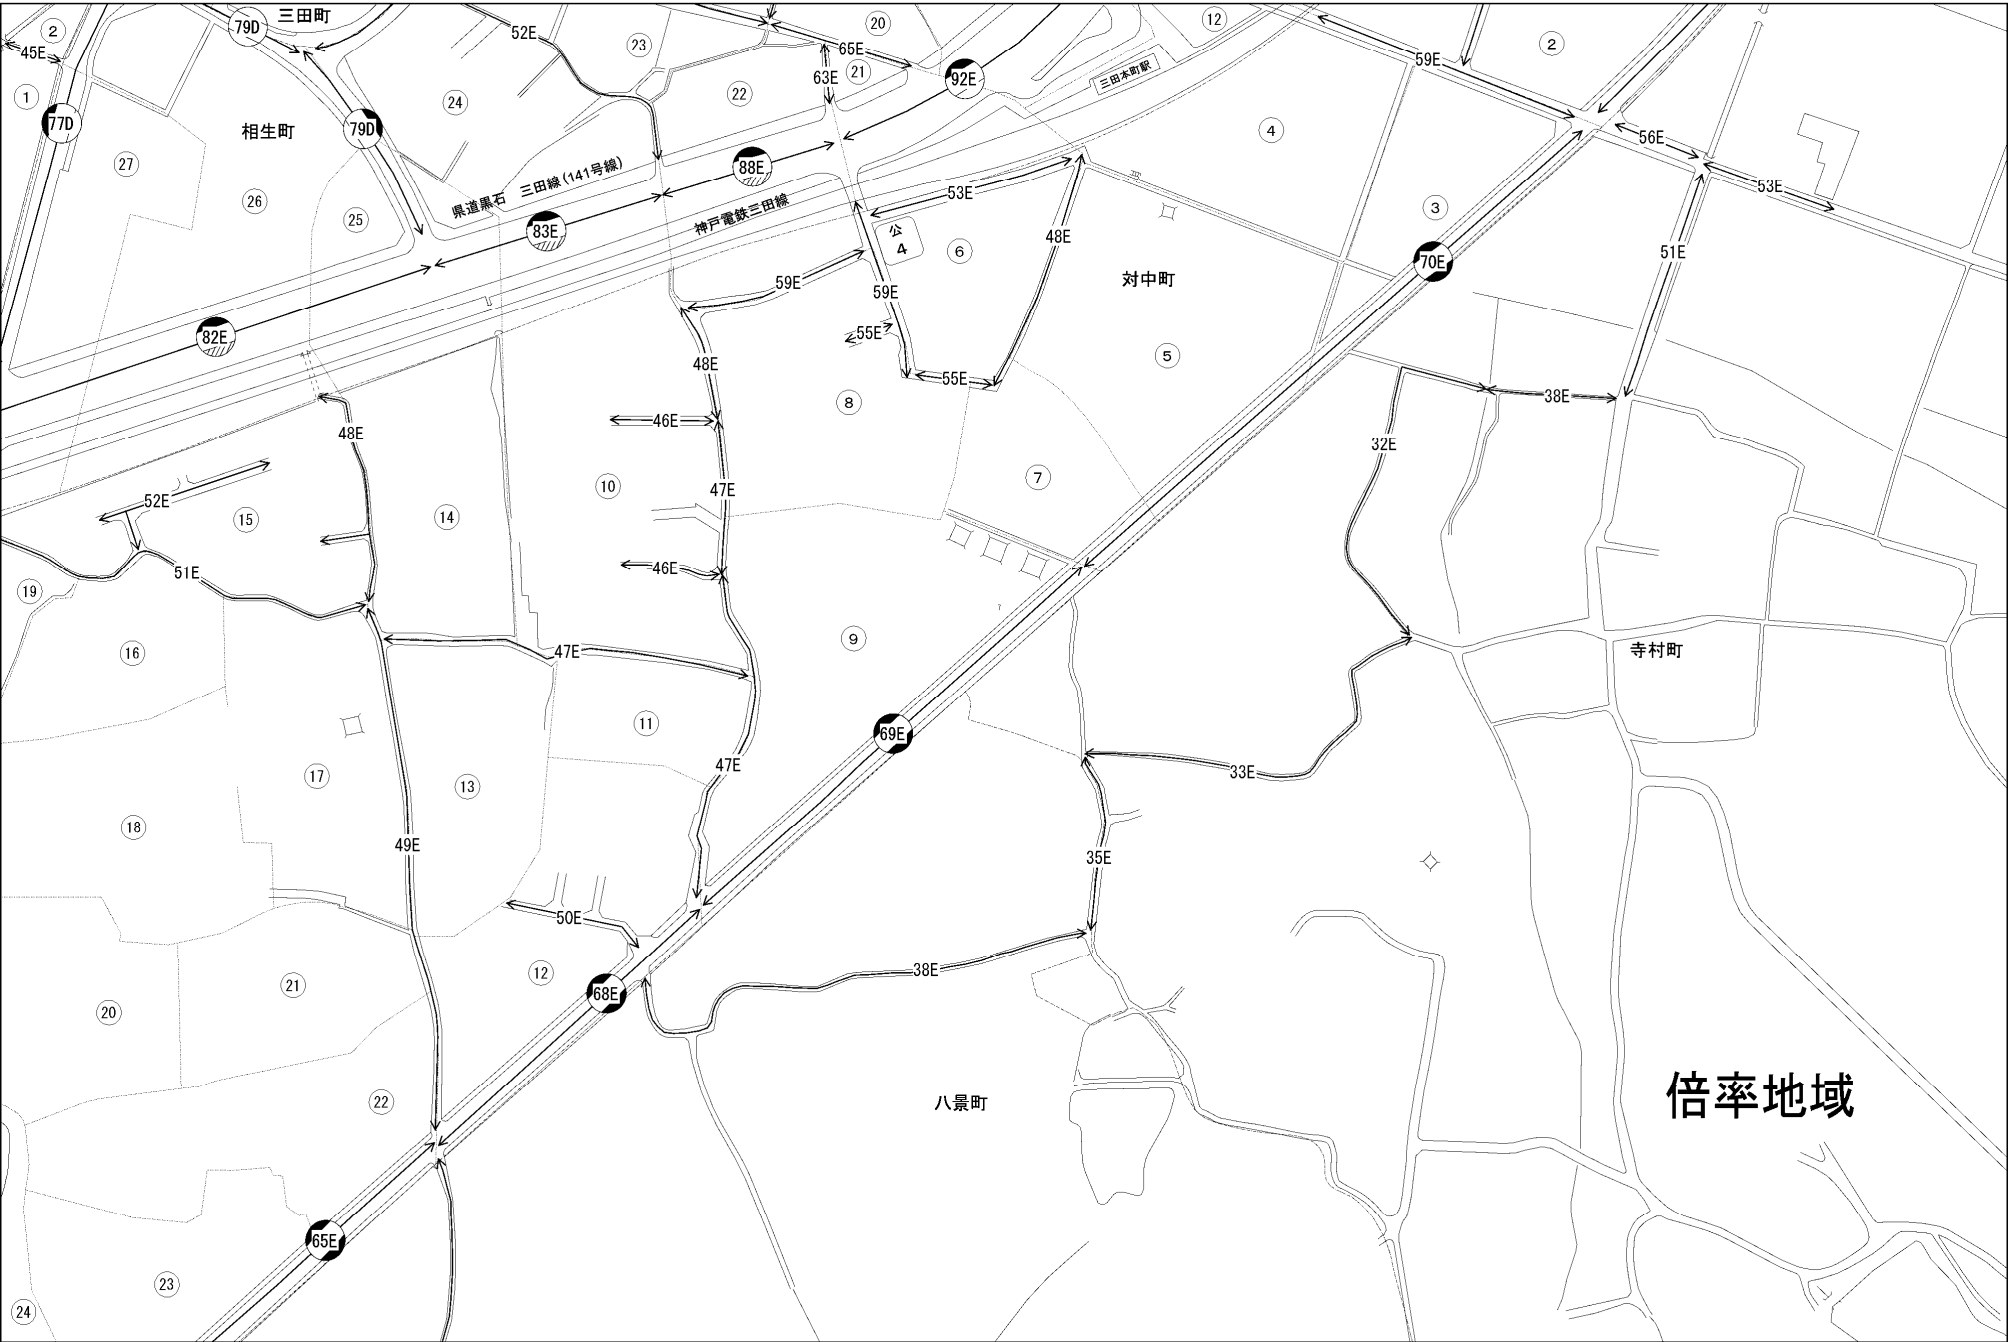 三田町
79D
52E
23
20
65E
12
59E
2
2
45E
1
77D
相生町
79D
24
22
63E
21
92E
三田本町駅
4
56E
53E
27
26
25
県道黒石 三田線(141号線)
88E
83E
神戸電鉄三田線
53E
公
4
6
48E
対中町
3
70E
51E
82E
59E
59E
55E
48E
55E
8
5
38E
32E
48E
46E
52E
15
14
10
47E
7
46E
51E
19
16
47E
9
寺村町
11
69E
17
13
47E
33E
18
49E
35E
50E
12
38E
68E
20
21
22
八景町
倍率地域
65E
23
24